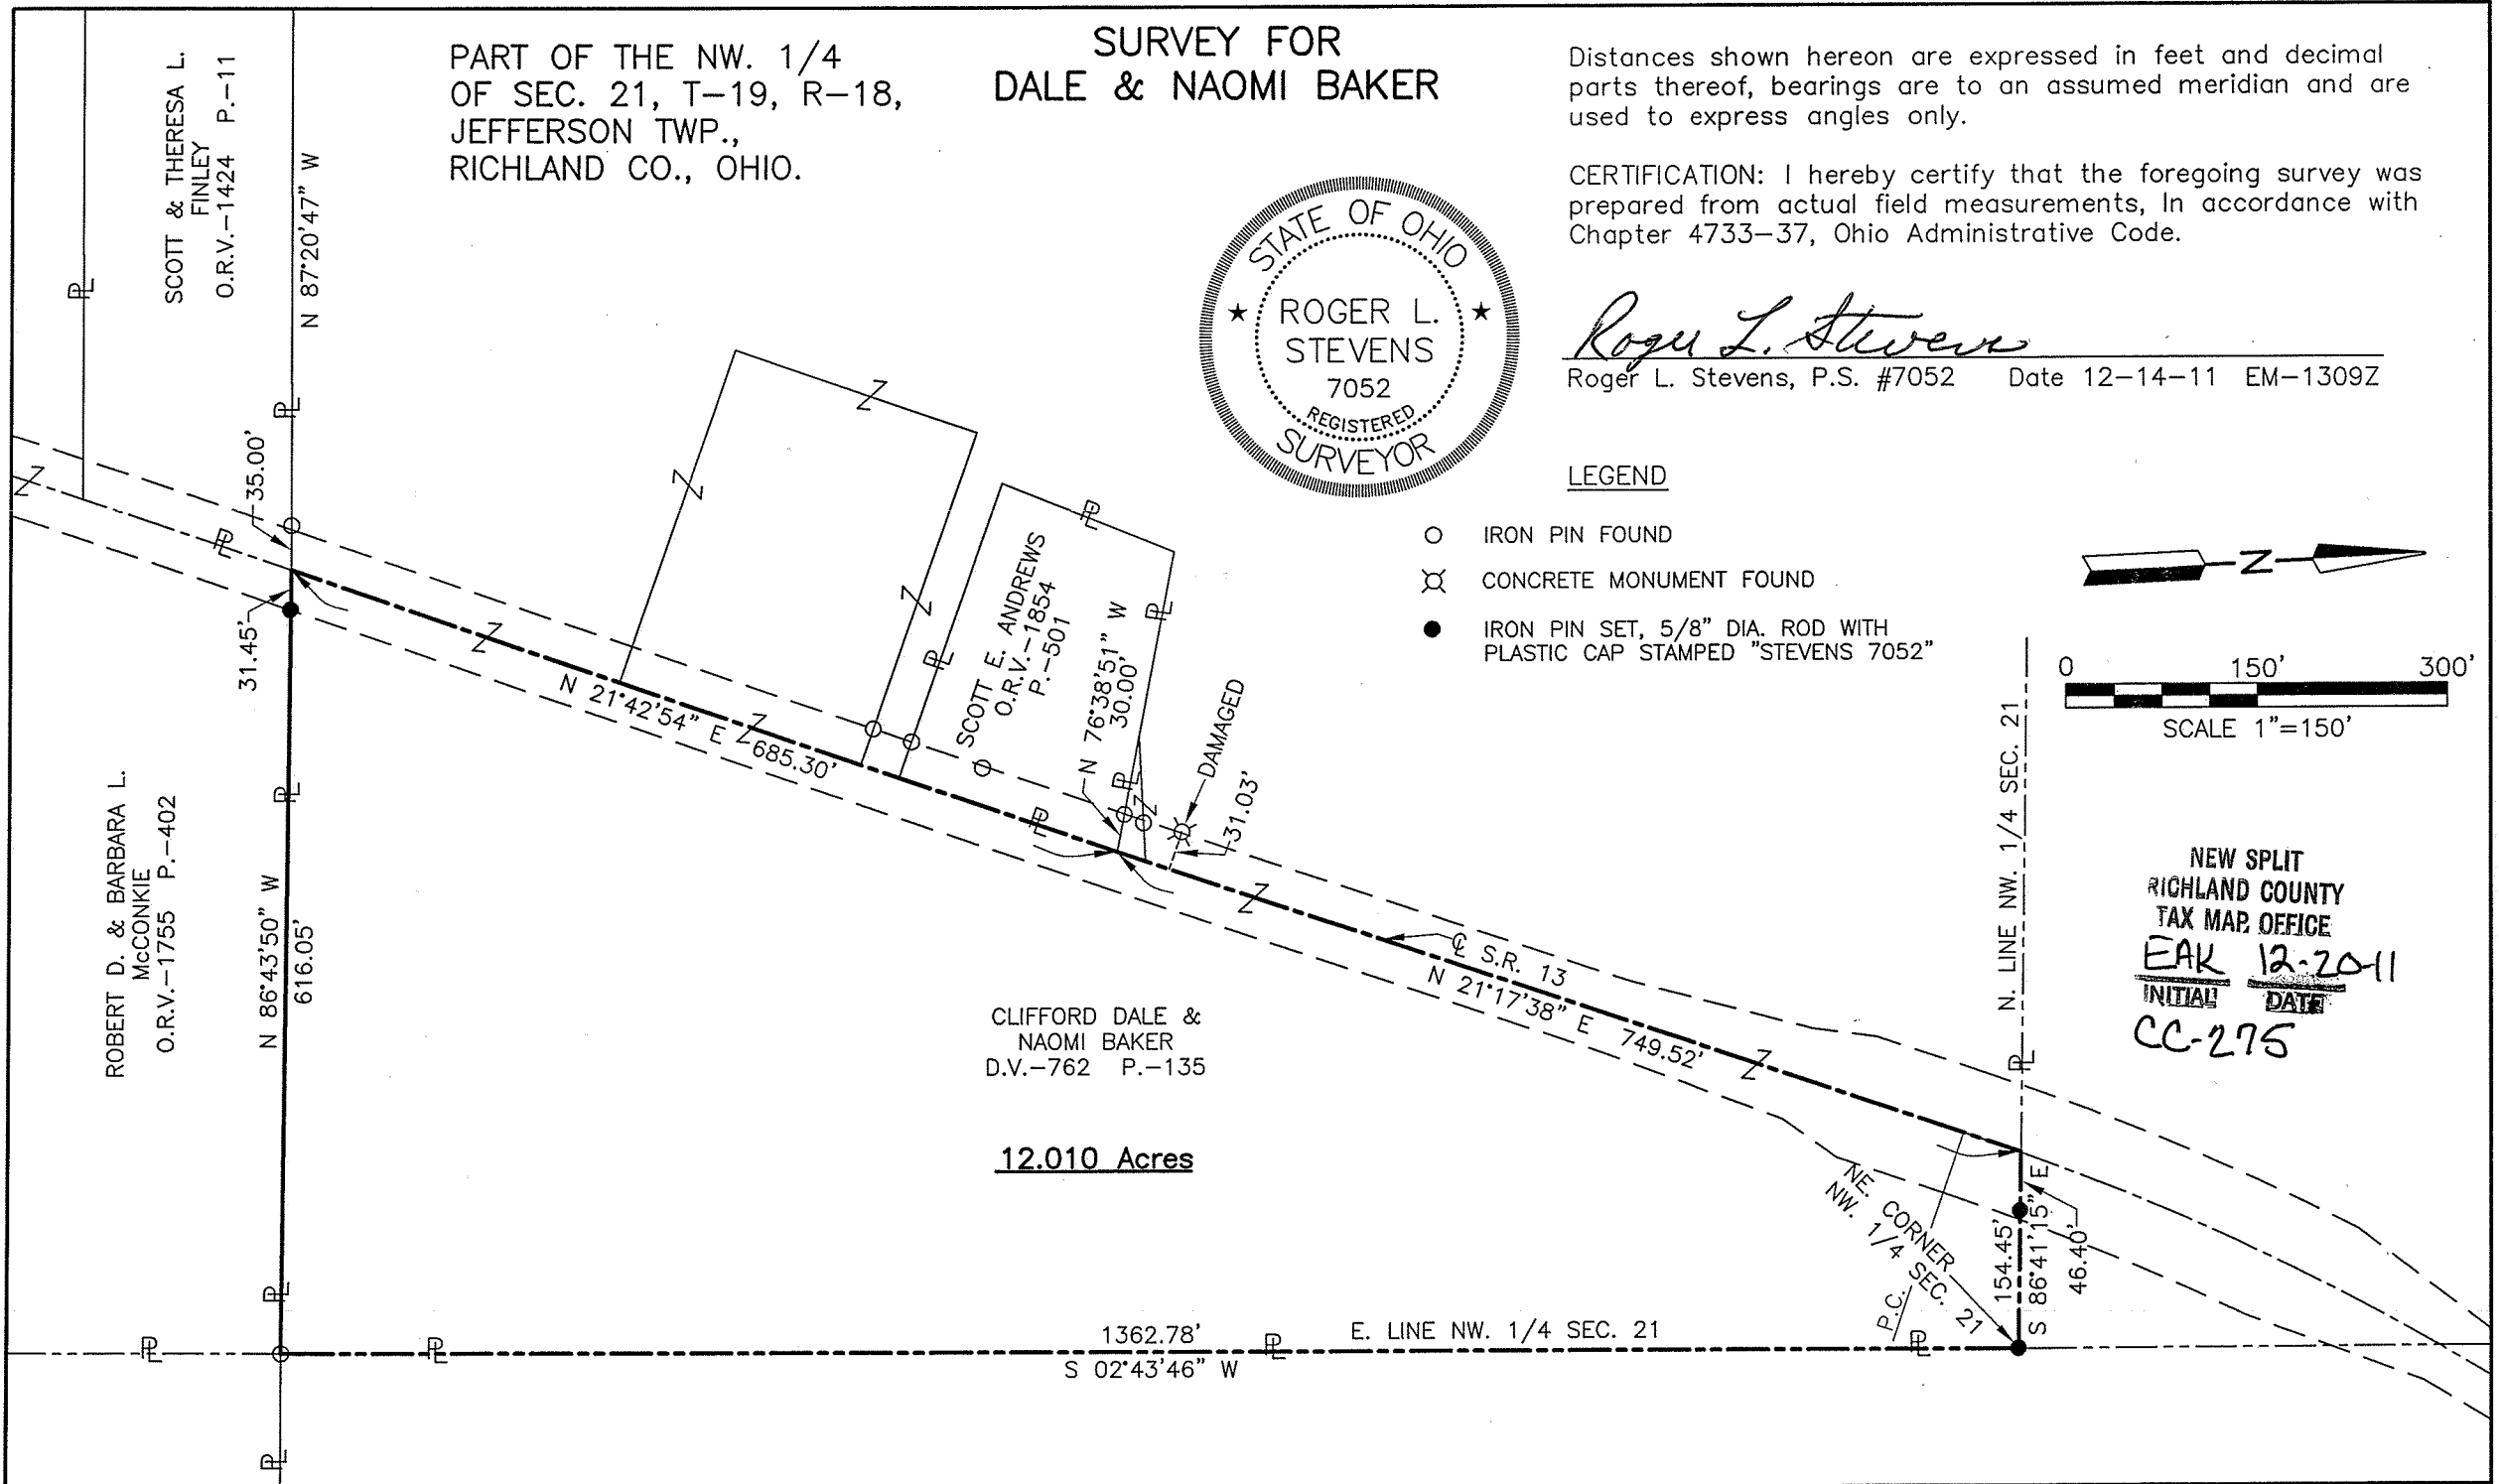 SURVEY FOR
DALE & NAOMI BAKER
PART OF THE NW. 1/4
OF SEC. 21, T-19, R-18,
JEFFERSON TWP.,
RICHLAND CO., OHIO.
Distances shown hereon are expressed in feet and decimal
parts thereof, bearings are to an assumed meridian and are
used to express angles only.
CERTIFICATION: I hereby certify that the foregoing survey was
prepared from actual field measurements, In accordance with
Chapter 4733-37, Ohio Administrative Code.
Roger L. Stevens
Roger L. Stevens, P.S. #7052 Date 12-14-11 EM-1309Z
STATE OF OHIO
ROGER L.
STEVENS
7052
REGISTERED
SURVEYOR
LEGEND
IRON PIN FOUND
CONCRETE MONUMENT FOUND
IRON PIN SET, 5/8" DIA. ROD WITH
PLASTIC CAP STAMPED "STEVENS 7052"
Z
0 150' 300'
SCALE 1"=150'
NEW SPLIT
RICHLAND COUNTY
TAX MAP OFFICE
EAK 12-20-11
INITIAL DATE
CC-275
SCOTT & THERESA L.
FINLEY
O.R.V.-1424 P.-11
N 87°20'47" W
35.00'
31.45'
ROBERT D. & BARBARA L.
McCONKIE
O.R.V.-1755 P.-402
N 86°43'50" W
616.05'
N 21°42'54" E 685.30'
SCOTT E. ANDREWS
O.R.V.-1854
P.-501
N 76°38'51" W
30.00'
DAMAGED
31.03'
℄ S.R. 13
N 21°17'38" E 749.52'
N. LINE NW. 1/4 SEC. 21
CLIFFORD DALE &
NAOMI BAKER
D.V.-762 P.-135
12.010 Acres
NE. CORNER
NW. 1/4 SEC. 21
P.C.
154.45'
S 86°41'15" E
46.40'
1362.78' E. LINE NW. 1/4 SEC. 21
S 02°43'46" W